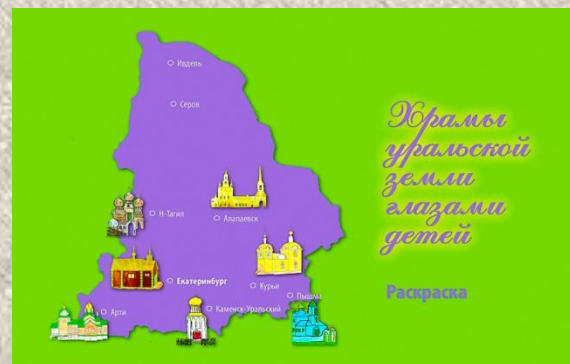 Ивдель
Серов
Н-Тагил
Алапаевск
Екатеринбург
Курьи
Пышма
Арти
Каменск-Уральский
Храмы
уральской
земли
глазами
детей
Раскраска